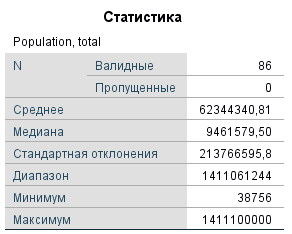 Статистика
Population, total
N Валидные 86
Пропущенные 0
Среднее 62344340,81
Медиана 9461579,50
Стандартная отклонения 213766595,8
Диапазон 1411061244
Минимум 38756
Максимум 1411100000